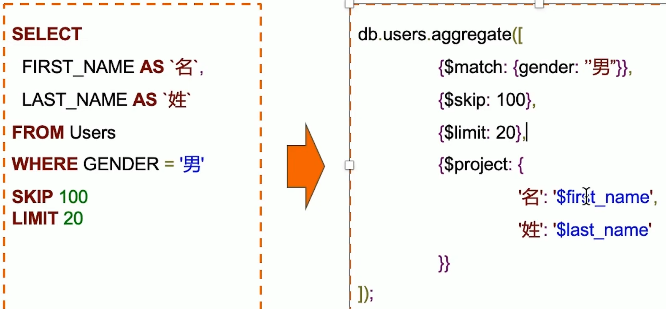 SELECT
FIRST_NAME AS `名`,
LAST_NAME AS `姓`
FROM Users
WHERE GENDER = '男'
SKIP 100
LIMIT 20
db.users.aggregate([
{$match: {gender: ''男''}},
{$skip: 100},
{$limit: 20},
{$project: {
'名': '$first_name',
'姓': '$last_name'
}}
]);